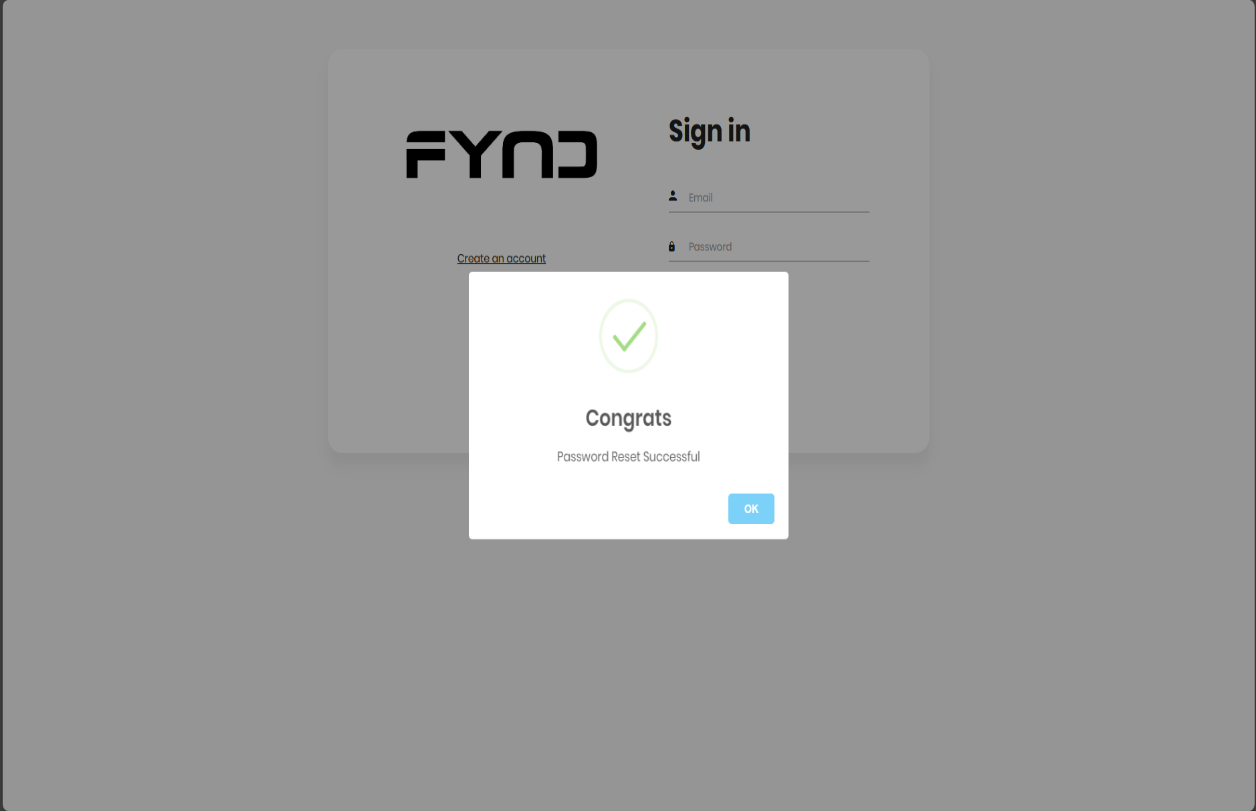 FYND
Create an account
Sign in
Email
Password
Congrats
Password Reset Successful
OK